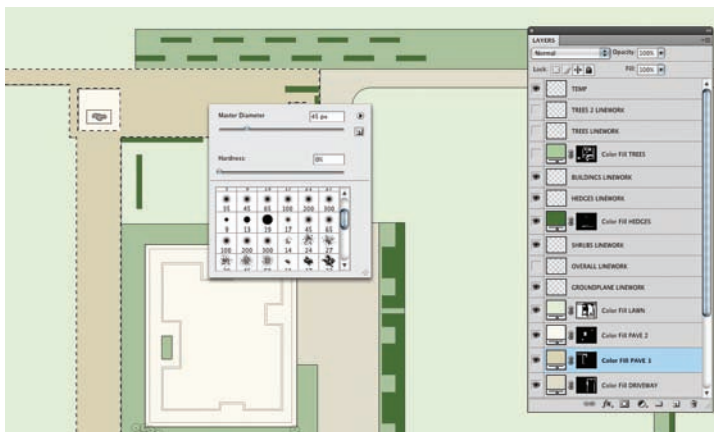 LAYERS
Normal Opacity: 100%
Lock: Fill: 100%
TEMP
TREES 2 LINEWORK
TREES LINEWORK
Color Fill TREES
BUILDINGS LINEWORK
HEDGES LINEWORK
Color Fill HEDGES
SHRUBS LINEWORK
OVERALL LINEWORK
GROUNDPLANE LINEWORK
Color Fill LAWN
Color Fill PAVE 2
Color Fill PAVE 1
Color Fill DRIVEWAY
fx
Master Diameter 45 px
Hardness: 0%
35 45 65 100 200 300
9 13 19 17 45 65
100 200 300 14 24 27